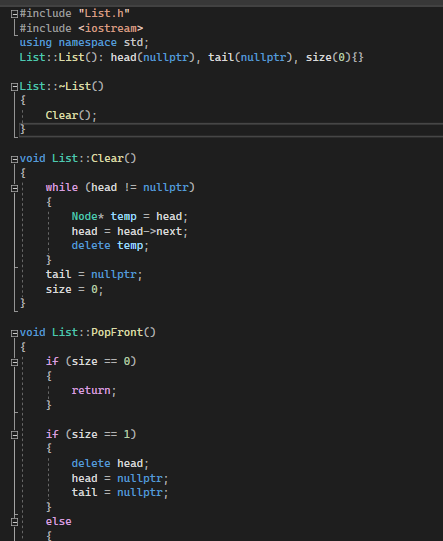 #include "List.h"
#include <iostream>
using namespace std;
List::List(): head(nullptr), tail(nullptr), size(0){}

List::~List()
{
    Clear();
}

void List::Clear()
{
    while (head != nullptr)
    {
        Node* temp = head;
        head = head->next;
        delete temp;
    }
    tail = nullptr;
    size = 0;
}

void List::PopFront()
{
    if (size == 0)
    {
        return;
    }

    if (size == 1)
    {
        delete head;
        head = nullptr;
        tail = nullptr;
    }
    else
    {